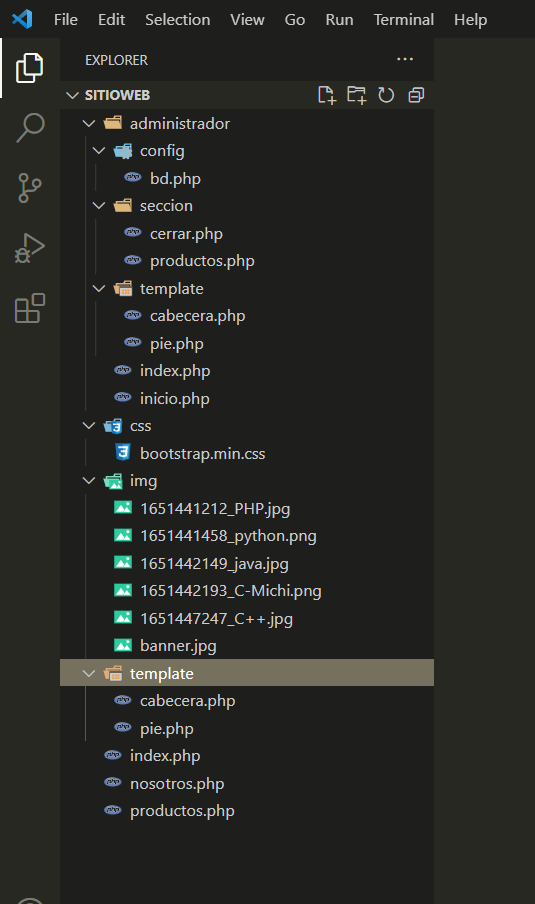 File Edit Selection View Go Run Terminal Help
EXPLORER ...
SITIOWEB
administrador
config
bd.php
seccion
cerrar.php
productos.php
template
cabecera.php
pie.php
index.php
inicio.php
css
bootstrap.min.css
img
1651441212_PHP.jpg
1651441458_python.png
1651442149_java.jpg
1651442193_C-Michi.png
1651447247_C++.jpg
banner.jpg
template
cabecera.php
pie.php
index.php
nosotros.php
productos.php